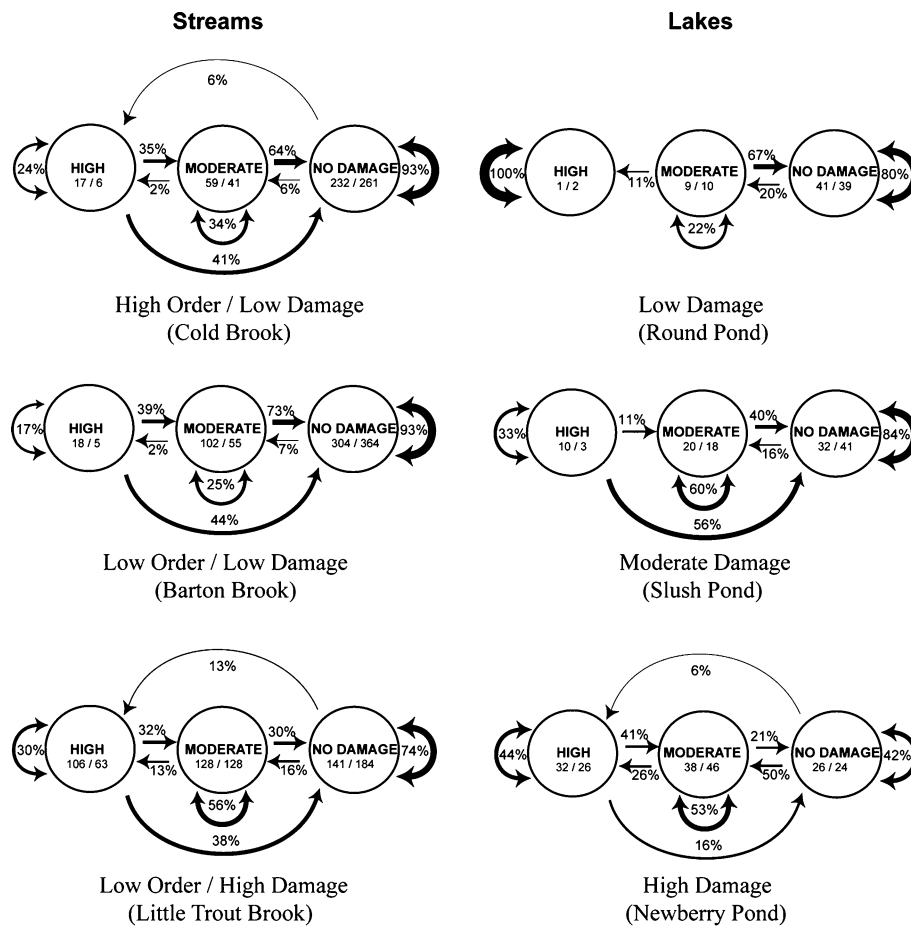 Streams
Lakes
6%
24%
HIGH
17 / 6
35%
2%
MODERATE
59 / 41
34%
64%
6%
NO DAMAGE
232 / 261
93%
41%
High Order / Low Damage
(Cold Brook)
100%
HIGH
1 / 2
11%
MODERATE
9 / 10
22%
67%
20%
NO DAMAGE
41 / 39
80%
Low Damage
(Round Pond)
17%
HIGH
18 / 5
39%
2%
MODERATE
102 / 55
25%
73%
7%
NO DAMAGE
304 / 364
93%
44%
Low Order / Low Damage
(Barton Brook)
33%
HIGH
10 / 3
11%
MODERATE
20 / 18
60%
40%
16%
NO DAMAGE
32 / 41
84%
56%
Moderate Damage
(Slush Pond)
13%
30%
HIGH
106 / 63
32%
13%
MODERATE
128 / 128
56%
30%
16%
NO DAMAGE
141 / 184
74%
38%
Low Order / High Damage
(Little Trout Brook)
6%
44%
HIGH
32 / 26
41%
26%
MODERATE
38 / 46
53%
21%
50%
NO DAMAGE
26 / 24
42%
16%
High Damage
(Newberry Pond)